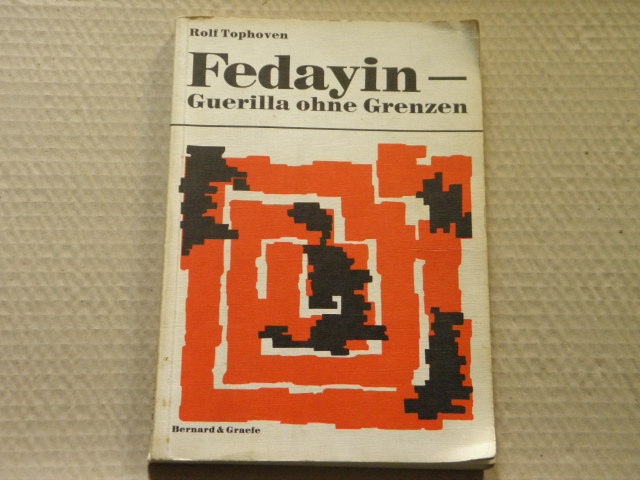 Rolf Tophoven
Fedayin —
Guerilla ohne Grenzen
Bernard & Graefe